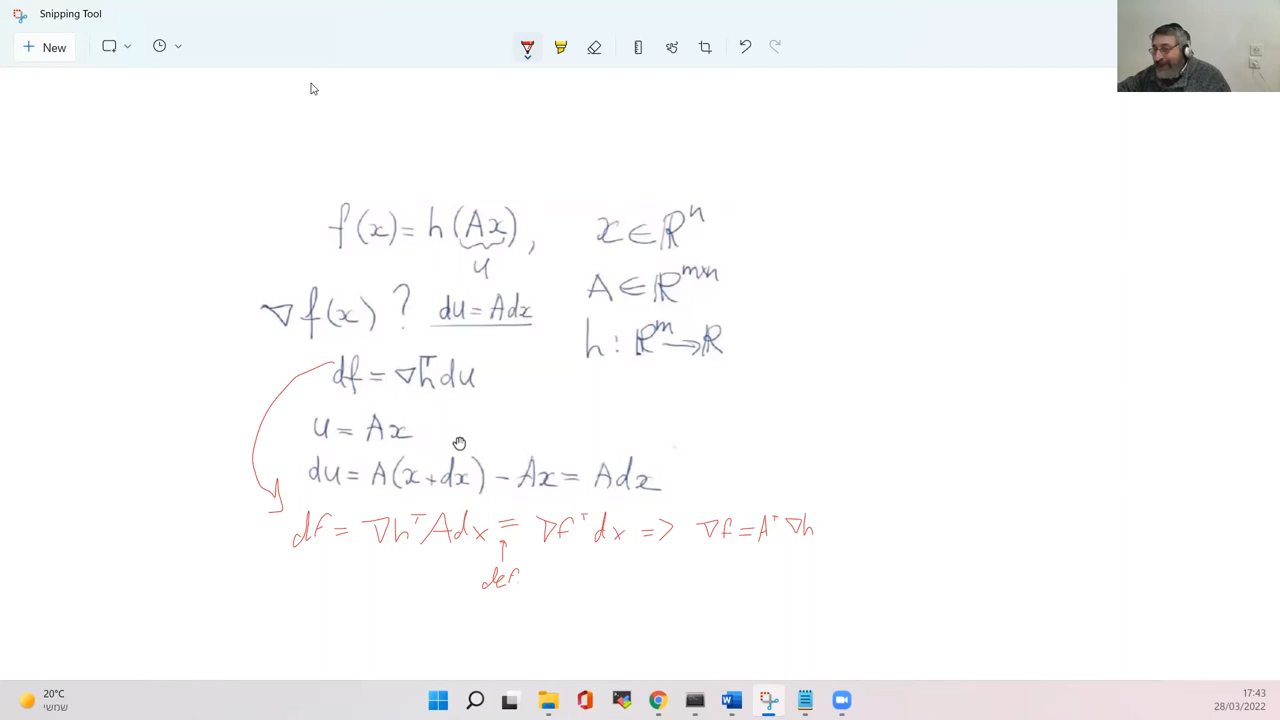 Snipping Tool
New
f(x) = h(Ax), x ∈ ℝⁿ
u
A ∈ ℝᵐˣⁿ
∇f(x)? du = Adx
h: ℝᵐ → ℝ
df = ∇hᵀdu
u = Ax
du = A(x+dx) - Ax = Adx
df = ∇hᵀAdx = ∇fᵀdx => ∇f = Aᵀ∇h
def.
20°C
שמשי
17:43
28/03/2022